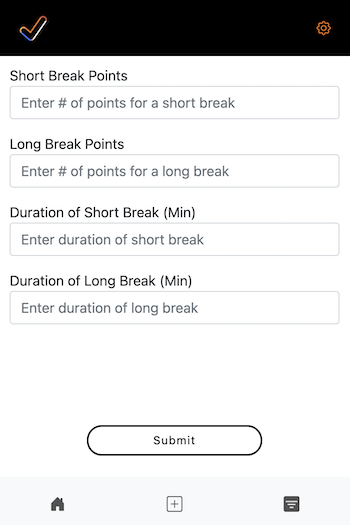 Short Break Points
Enter # of points for a short break
Long Break Points
Enter # of points for a long break
Duration of Short Break (Min)
Enter duration of short break
Duration of Long Break (Min)
Enter duration of long break
Submit